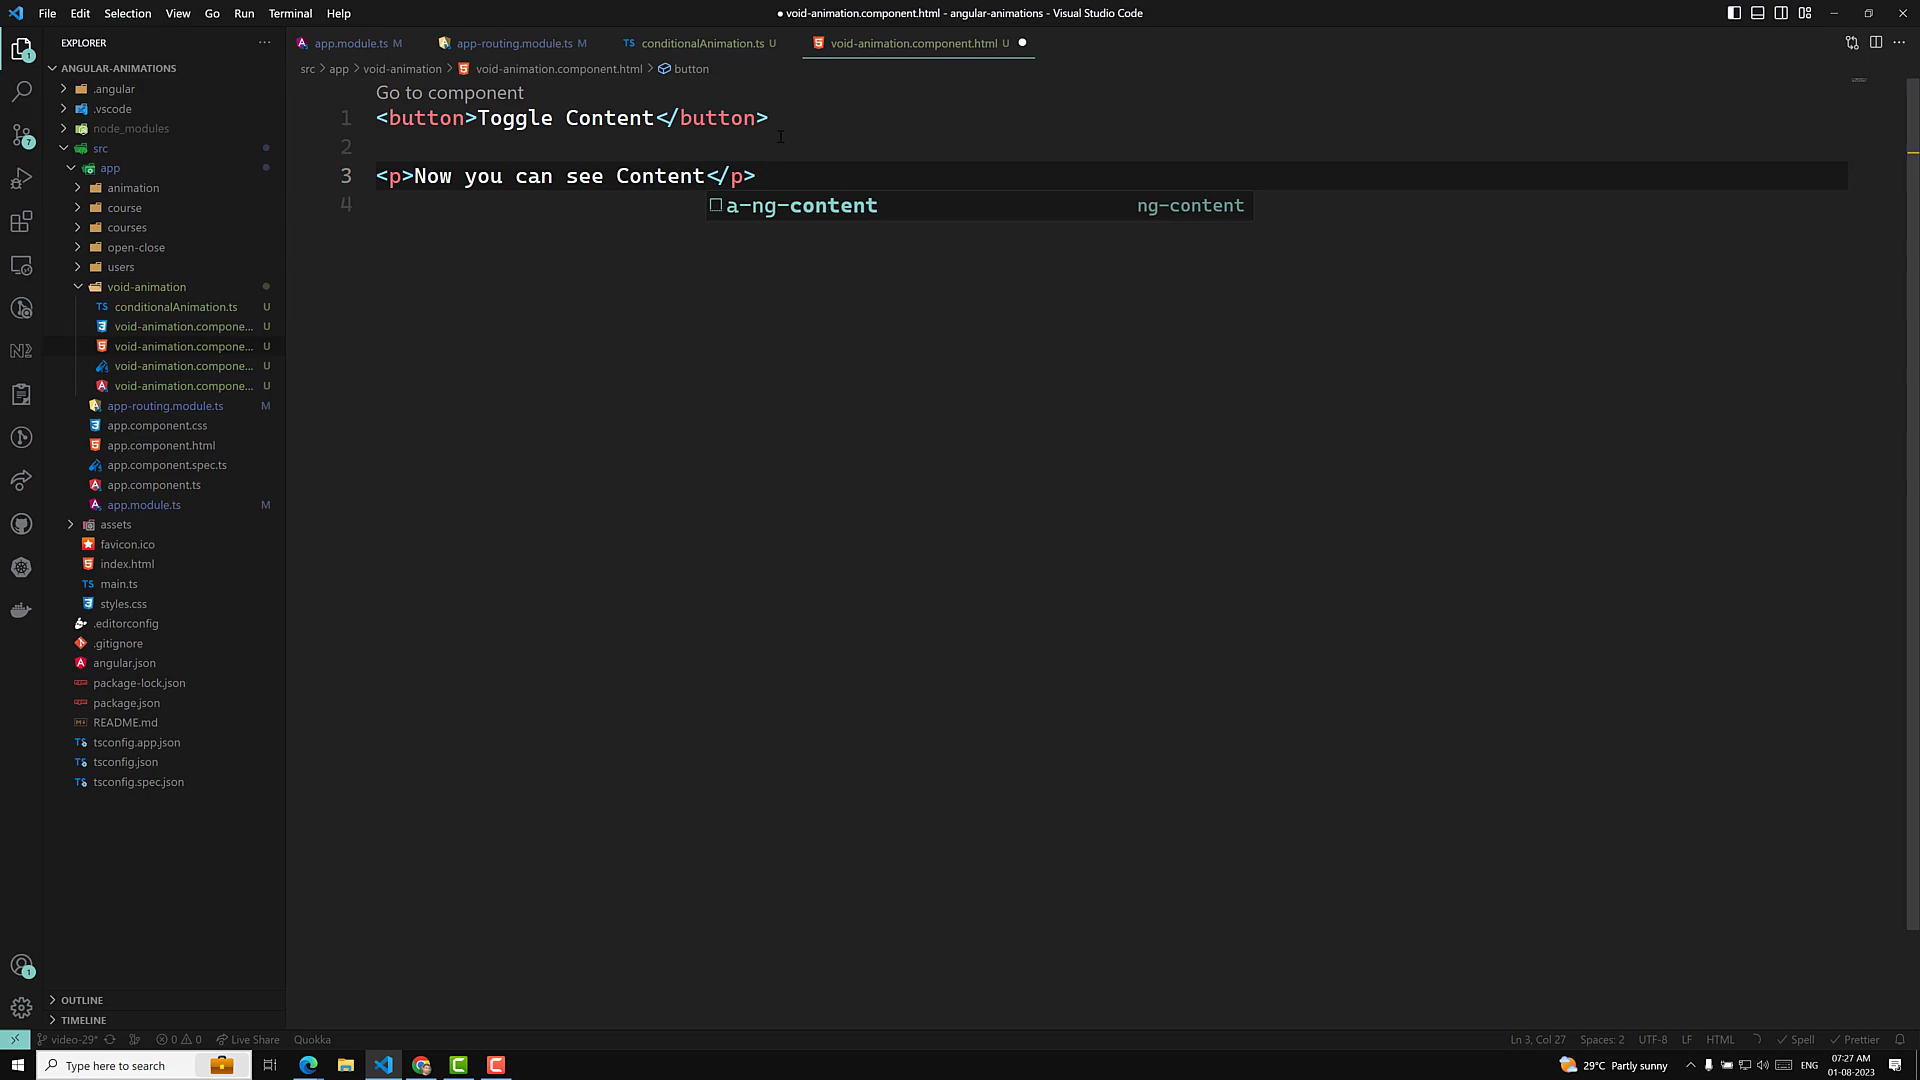 File Edit Selection View Go Run Terminal Help
● void-animation.component.html - angular-animations - Visual Studio Code
EXPLORER
ANGULAR-ANIMATIONS
.angular
.vscode
node_modules
src
app
animation
course
courses
open-close
users
void-animation
conditionalAnimation.ts U
void-animation.compone... U
void-animation.compone... U
void-animation.compone... U
void-animation.compone... U
app-routing.module.ts M
app.component.css
app.component.html
app.component.spec.ts
app.component.ts
app.module.ts M
assets
favicon.ico
index.html
main.ts
styles.css
.editorconfig
.gitignore
angular.json
package-lock.json
package.json
README.md
tsconfig.app.json
tsconfig.json
tsconfig.spec.json
OUTLINE
TIMELINE
app.module.ts M app-routing.module.ts M conditionalAnimation.ts U void-animation.component.html U
src > app > void-animation > void-animation.component.html > button
Go to component
1 <button>Toggle Content</button>
2
3 <p>Now you can see Content</p>
4
a-ng-content ng-content
video-29* 0 0 Live Share Quokka
Ln 3, Col 27 Spaces: 2 UTF-8 LF HTML Spell Prettier
Type here to search
29°C Partly sunny
ENG
07:27 AM
01-08-2023